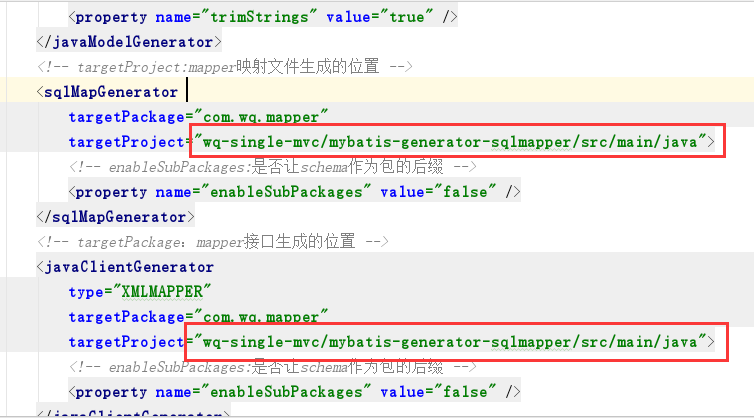 <property name="trimStrings" value="true" />
</javaModelGenerator>
<!-- targetProject:mapper映射文件生成的位置 -->
<sqlMapGenerator
targetPackage="com.wq.mapper"
targetProject="wq-single-mvc/mybatis-generator-sqlmapper/src/main/java">
<!-- enableSubPackages:是否让schema作为包的后缀 -->
<property name="enableSubPackages" value="false" />
</sqlMapGenerator>
<!-- targetPackage：mapper接口生成的位置 -->
<javaClientGenerator
type="XMLMAPPER"
targetPackage="com.wq.mapper"
targetProject="wq-single-mvc/mybatis-generator-sqlmapper/src/main/java">
<!-- enableSubPackages:是否让schema作为包的后缀 -->
<property name="enableSubPackages" value="false" />
</javaClientGenerator>